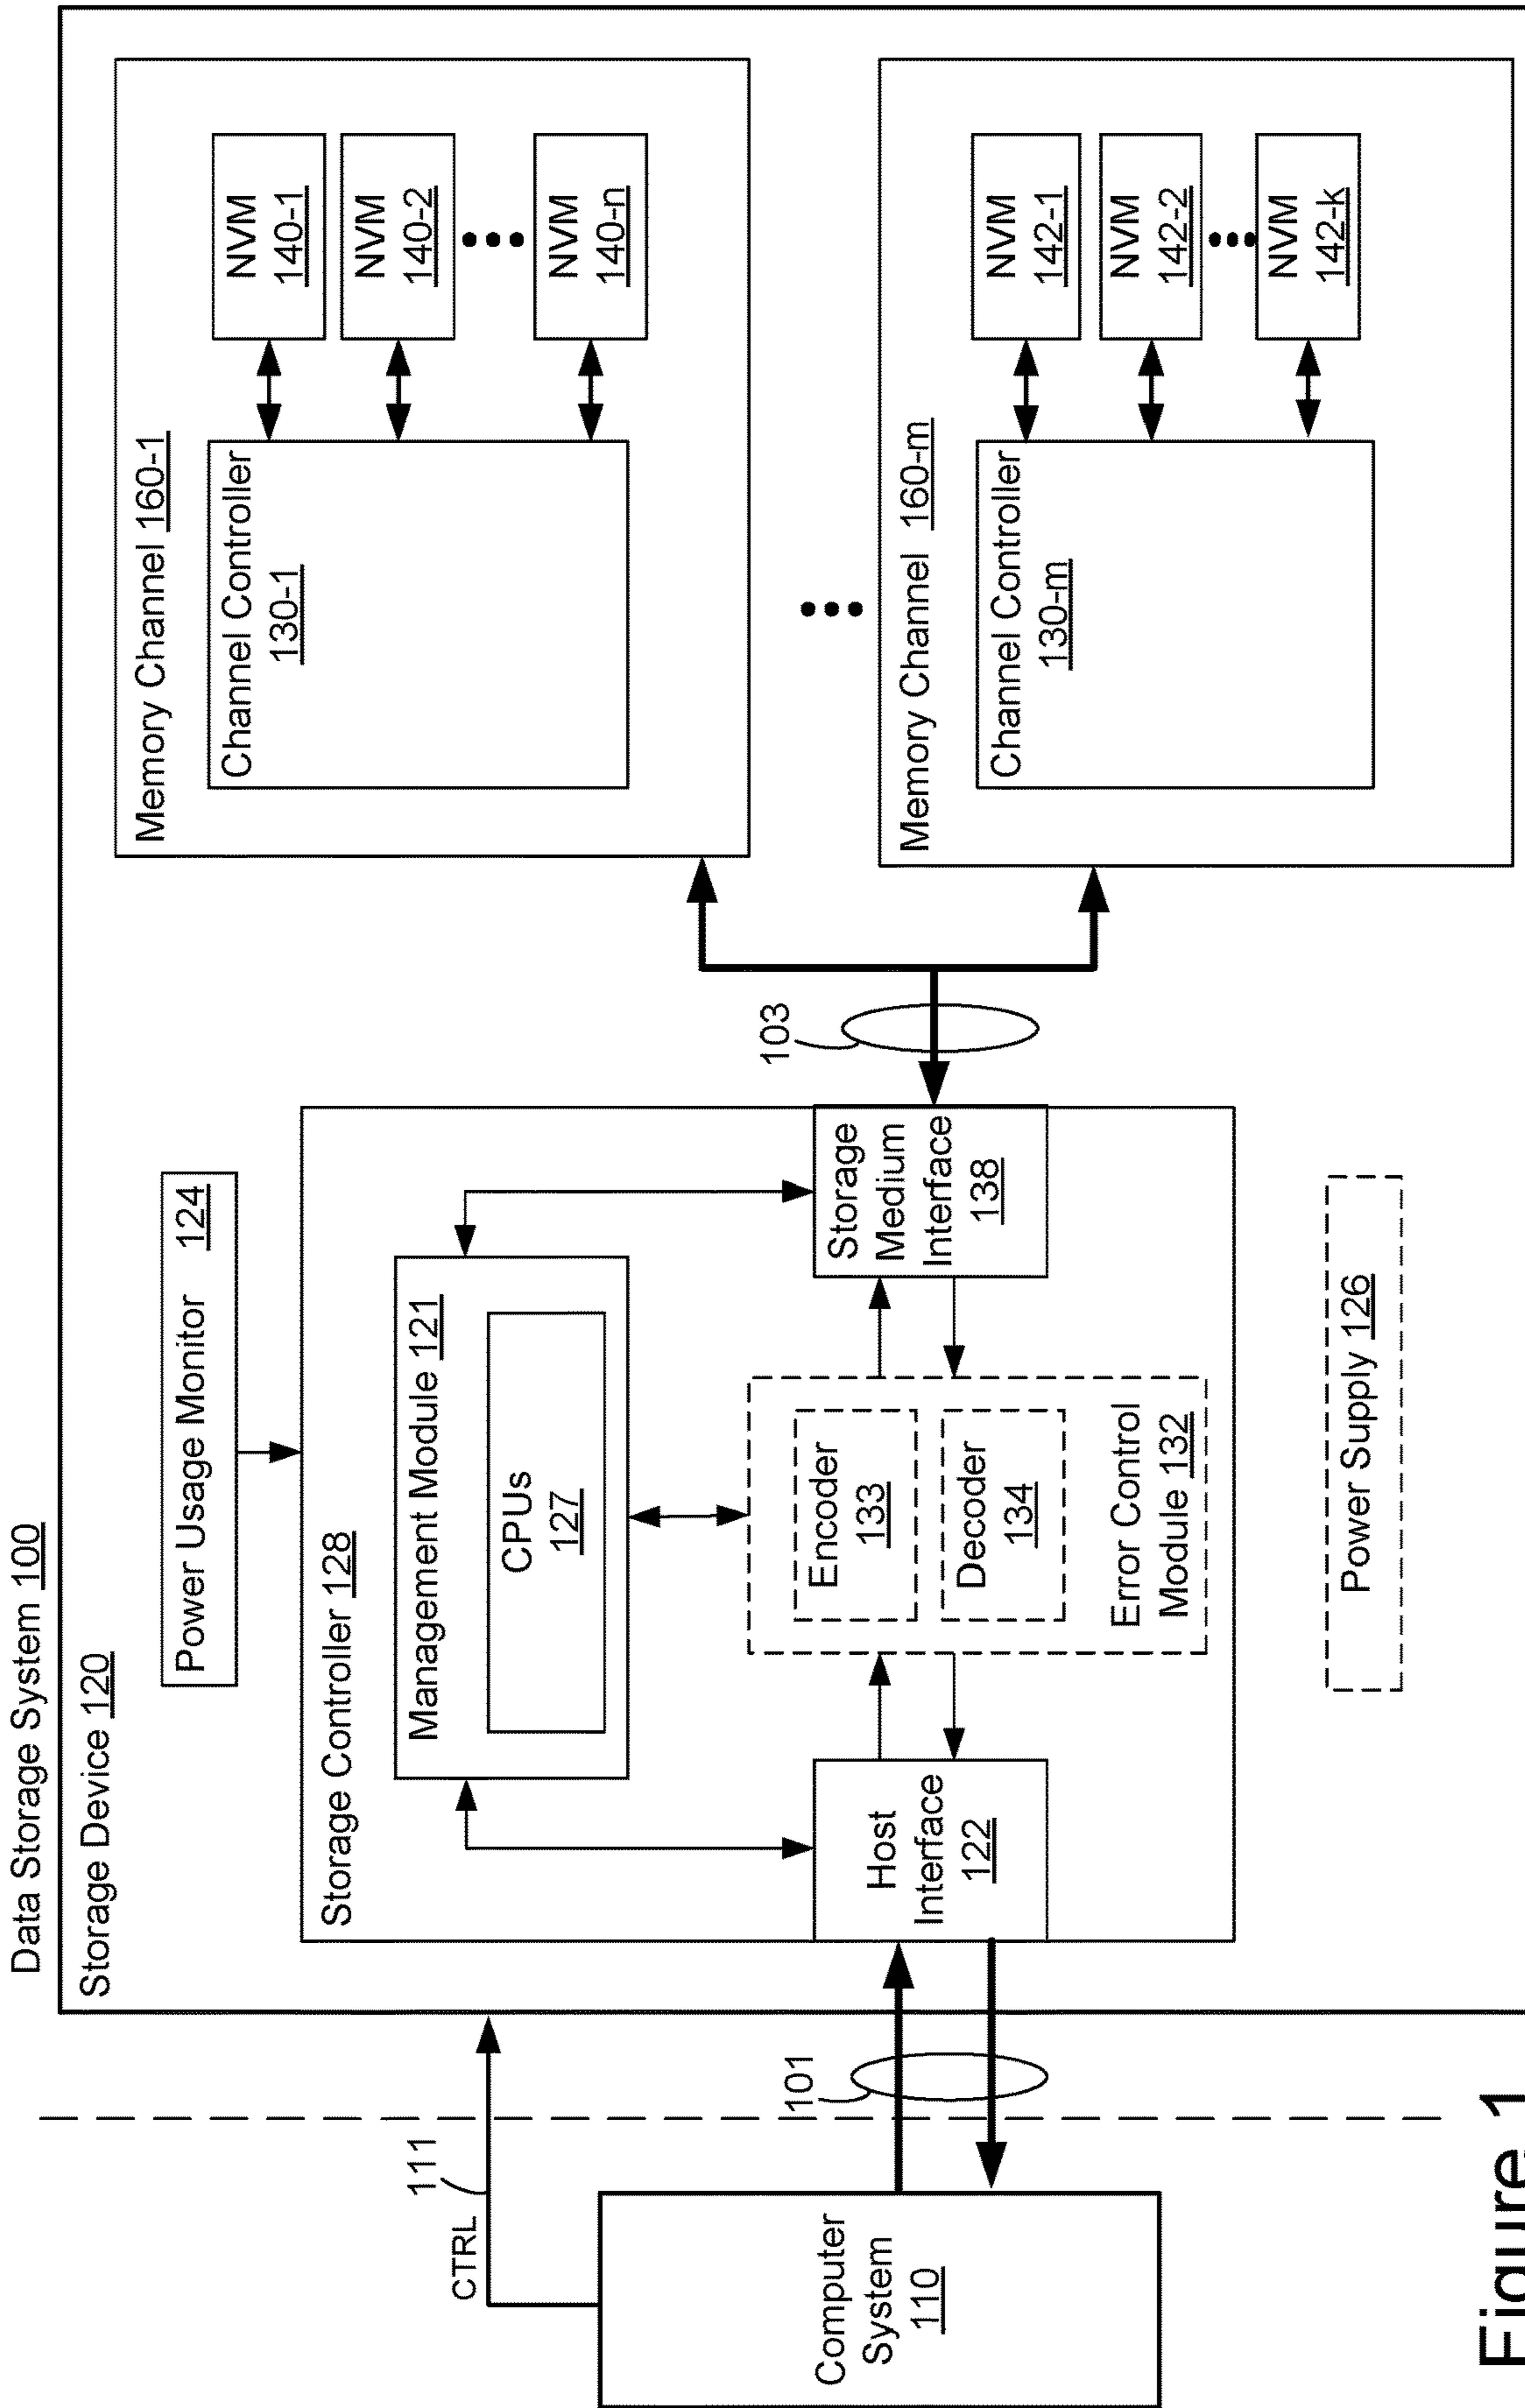 Data Storage System 100
Storage Device 120
Power Usage Monitor 124
Storage Controller 128
Management Module 121
CPUs
127
Host
Interface
122
Encoder
133
Decoder
134
Error Control
Module 132
Storage
Medium
Interface
138
Power Supply 126
CTRL
111
101
103
Computer
System
110
Memory Channel 160-1
Channel Controller
130-1
NVM
140-1
NVM
140-2
•••
NVM
140-n
•••
Memory Channel 160-m
Channel Controller
130-m
NVM
142-1
NVM
142-2
•••
NVM
142-k
Figure 1